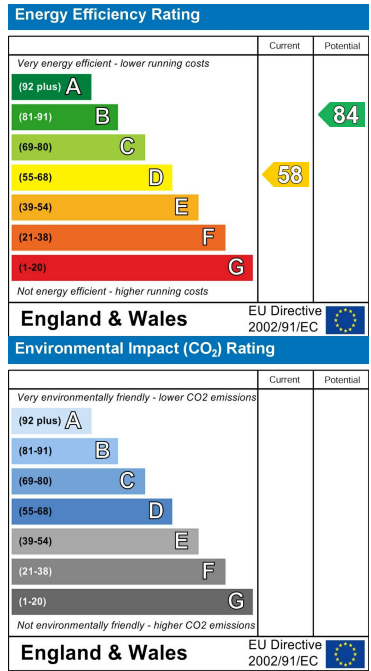 Energy Efficiency Rating
Current Potential
Very energy efficient - lower running costs
(92 plus) A
(81-91) B
84
(69-80) C
(55-68) D
58
(39-54) E
(21-38) F
(1-20) G
Not energy efficient - higher running costs
England & Wales
EU Directive
2002/91/EC
Environmental Impact (CO₂) Rating
Current Potential
Very environmentally friendly - lower CO2 emissions
(92 plus) A
(81-91) B
(69-80) C
(55-68) D
(39-54) E
(21-38) F
(1-20) G
Not environmentally friendly - higher CO2 emissions
England & Wales
EU Directive
2002/91/EC